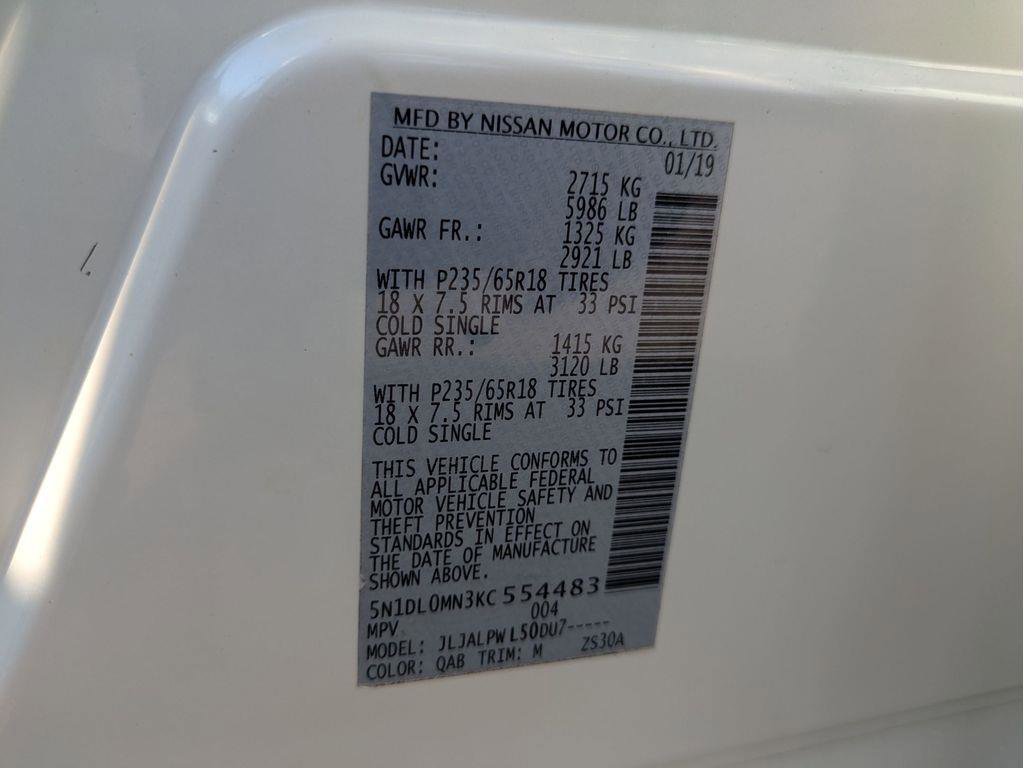 MFD BY NISSAN MOTOR CO., LTD.
DATE: 01/19
GVWR: 2715 KG
5986 LB
GAWR FR.: 1325 KG
2921 LB
WITH P235/65R18 TIRES
18 X 7.5 RIMS AT 33 PSI
COLD SINGLE
GAWR RR.: 1415 KG
3120 LB
WITH P235/65R18 TIRES
18 X 7.5 RIMS AT 33 PSI
COLD SINGLE
THIS VEHICLE CONFORMS TO
ALL APPLICABLE FEDERAL
MOTOR VEHICLE SAFETY AND
THEFT PREVENTION
STANDARDS IN EFFECT ON
THE DATE OF MANUFACTURE
SHOWN ABOVE.
5N1DL0MN3KC554483
MPV 004
MODEL: JLJALPWL50DU7-----
COLOR: QAB TRIM: M ZS30A